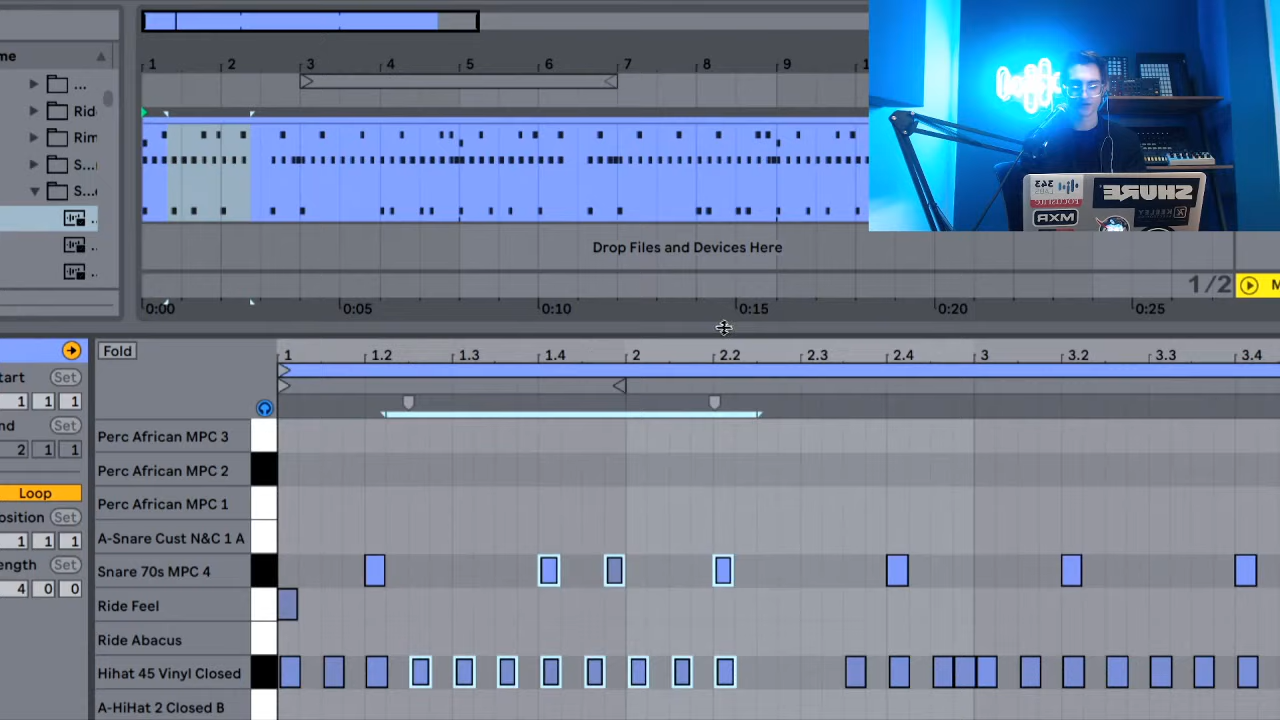 me
1 2 3 4 5 6 7 8 9 1
...
Rid
Rim
S...
S...
.
.
.
SHURE
MXR
KEELEY
Drop Files and Devices Here
1/2
M
0:00 0:05 0:10 0:15 0:20 0:25
Fold
1 1.2 1.3 1.4 2 2.2 2.3 2.4 3 3.2 3.3 3.4
tart Set
1 1 1
nd Set
2 1 1
Loop
osition Set
1 1 1
ength Set
4 0 0
Perc African MPC 3
Perc African MPC 2
Perc African MPC 1
A-Snare Cust N&C 1 A
Snare 70s MPC 4
Ride Feel
Ride Abacus
Hihat 45 Vinyl Closed
A-HiHat 2 Closed B